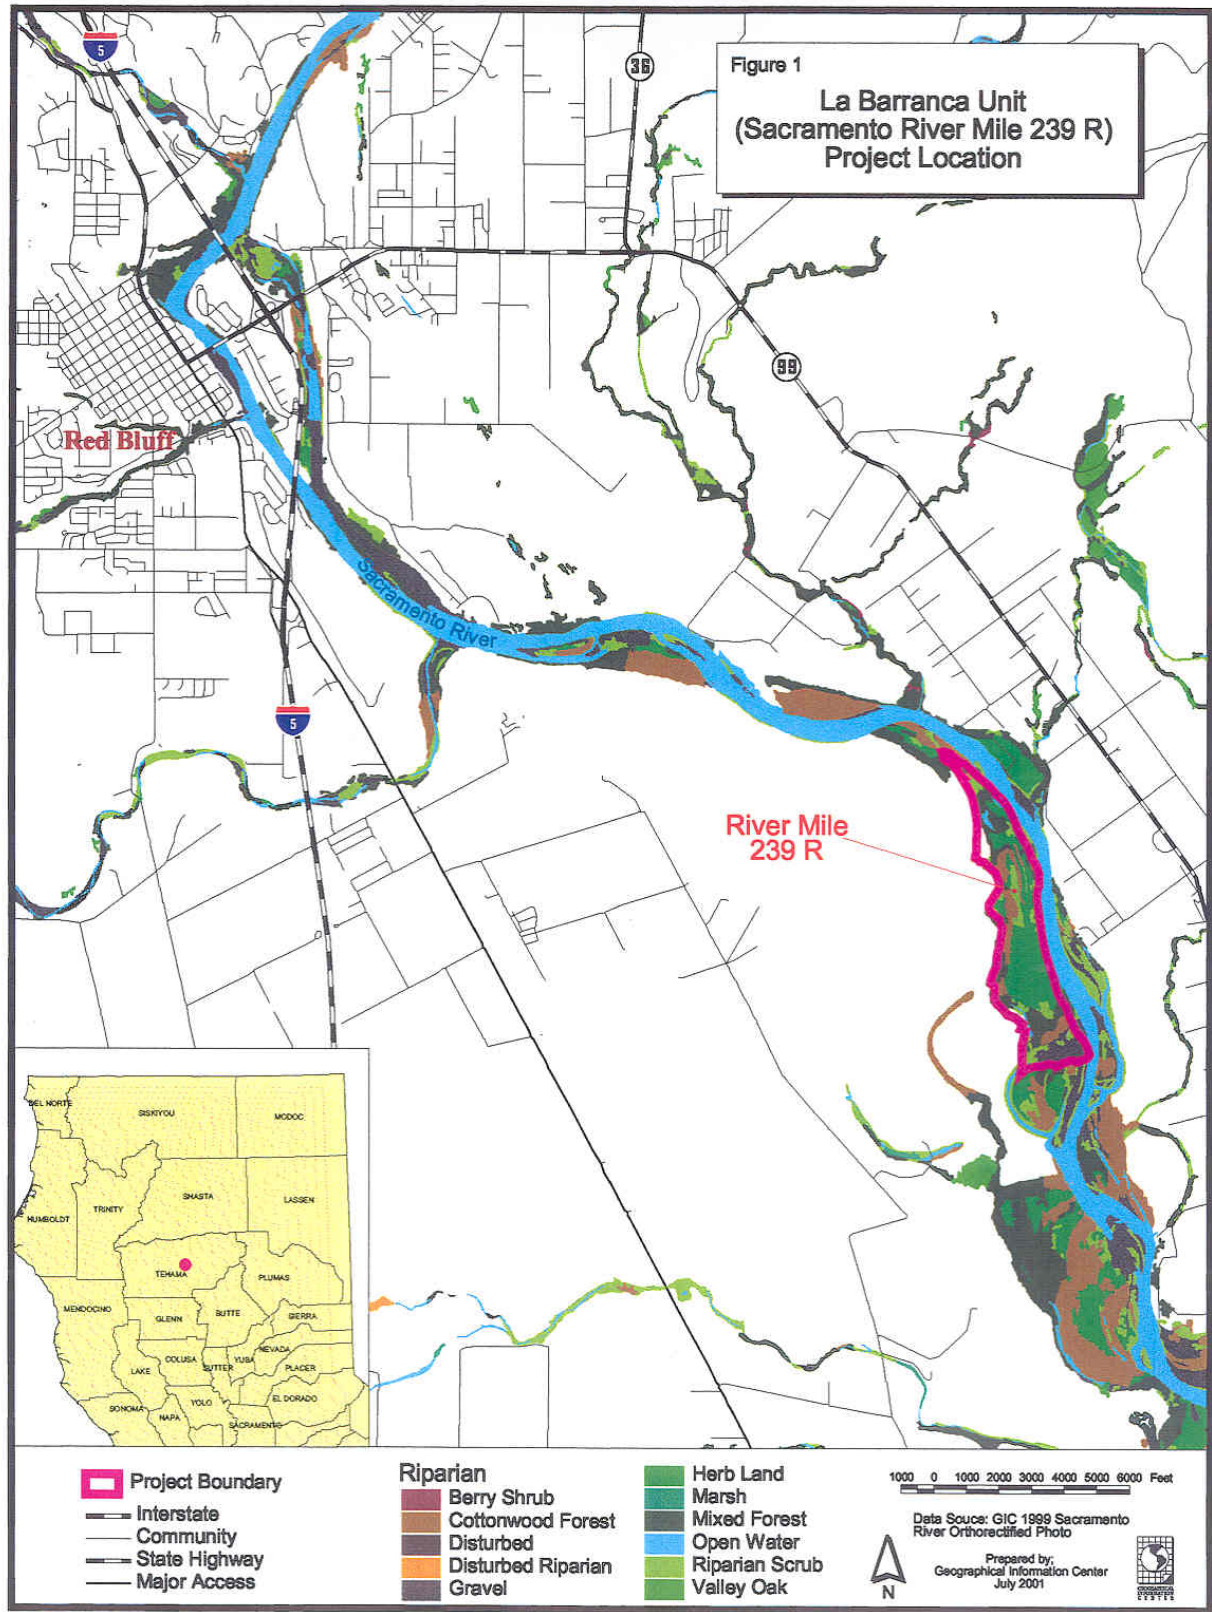 5
36
Figure 1
La Barranca Unit
(Sacramento River Mile 239 R)
Project Location
99
Red Bluff
Sacramento River
5
River Mile
239 R
DEL NORTE
SISKIYOU
MODOC
HUMBOLDT
TRINITY
SHASTA
LASSEN
TEHAMA
PLUMAS
MENDOCINO
GLENN
BUTTE
SIERRA
LAKE
COLUSA
SUTTER
YUBA
NEVADA
PLACER
SONOMA
NAPA
YOLO
EL DORADO
SACRAMENTO
Project Boundary
Interstate
Community
State Highway
Major Access
Riparian
Berry Shrub
Cottonwood Forest
Disturbed
Disturbed Riparian
Gravel
Herb Land
Marsh
Mixed Forest
Open Water
Riparian Scrub
Valley Oak
1000 0 1000 2000 3000 4000 5000 6000 Feet
Data Souce: GIC 1999 Sacramento
River Orthorectified Photo
Prepared by;
Geographical Information Center
July 2001
N
GEOGRAPHICAL
INFORMATION
CENTER